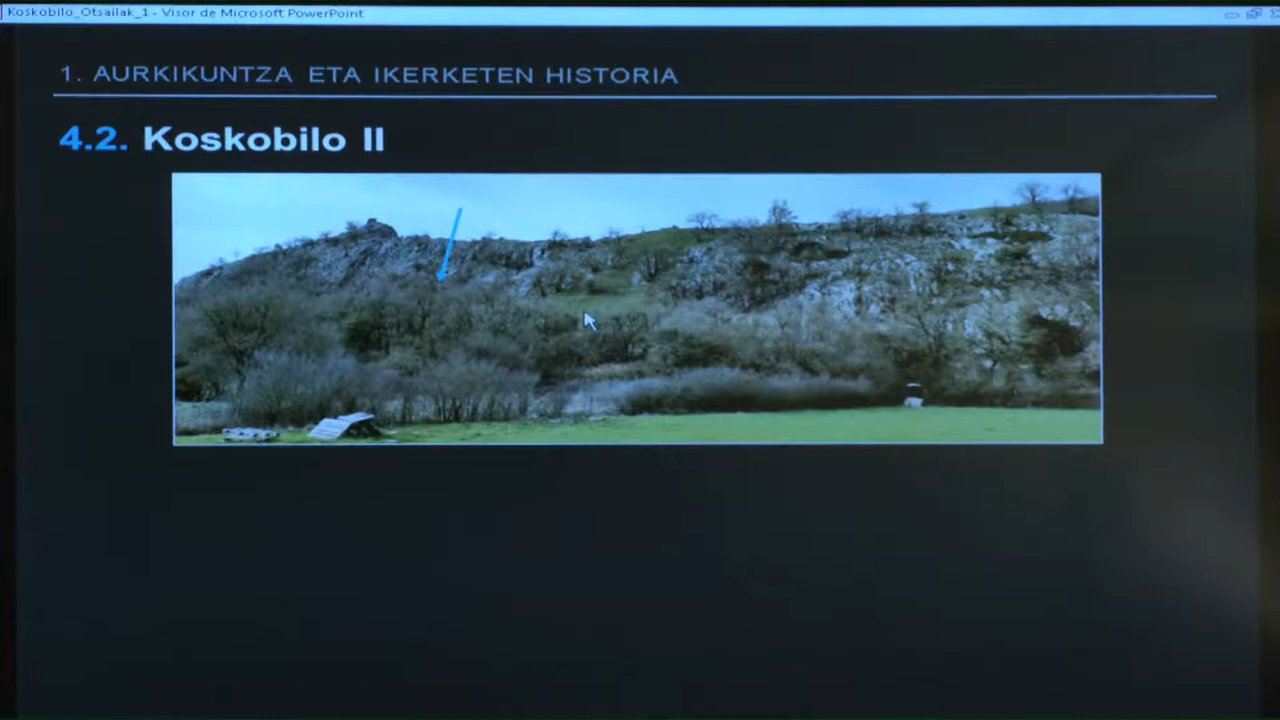 Koskobilo_Otsailak_1 - Visor de Microsoft PowerPoint
1. AURKIKUNTZA ETA IKERKETEN HISTORIA
4.2. Koskobilo II